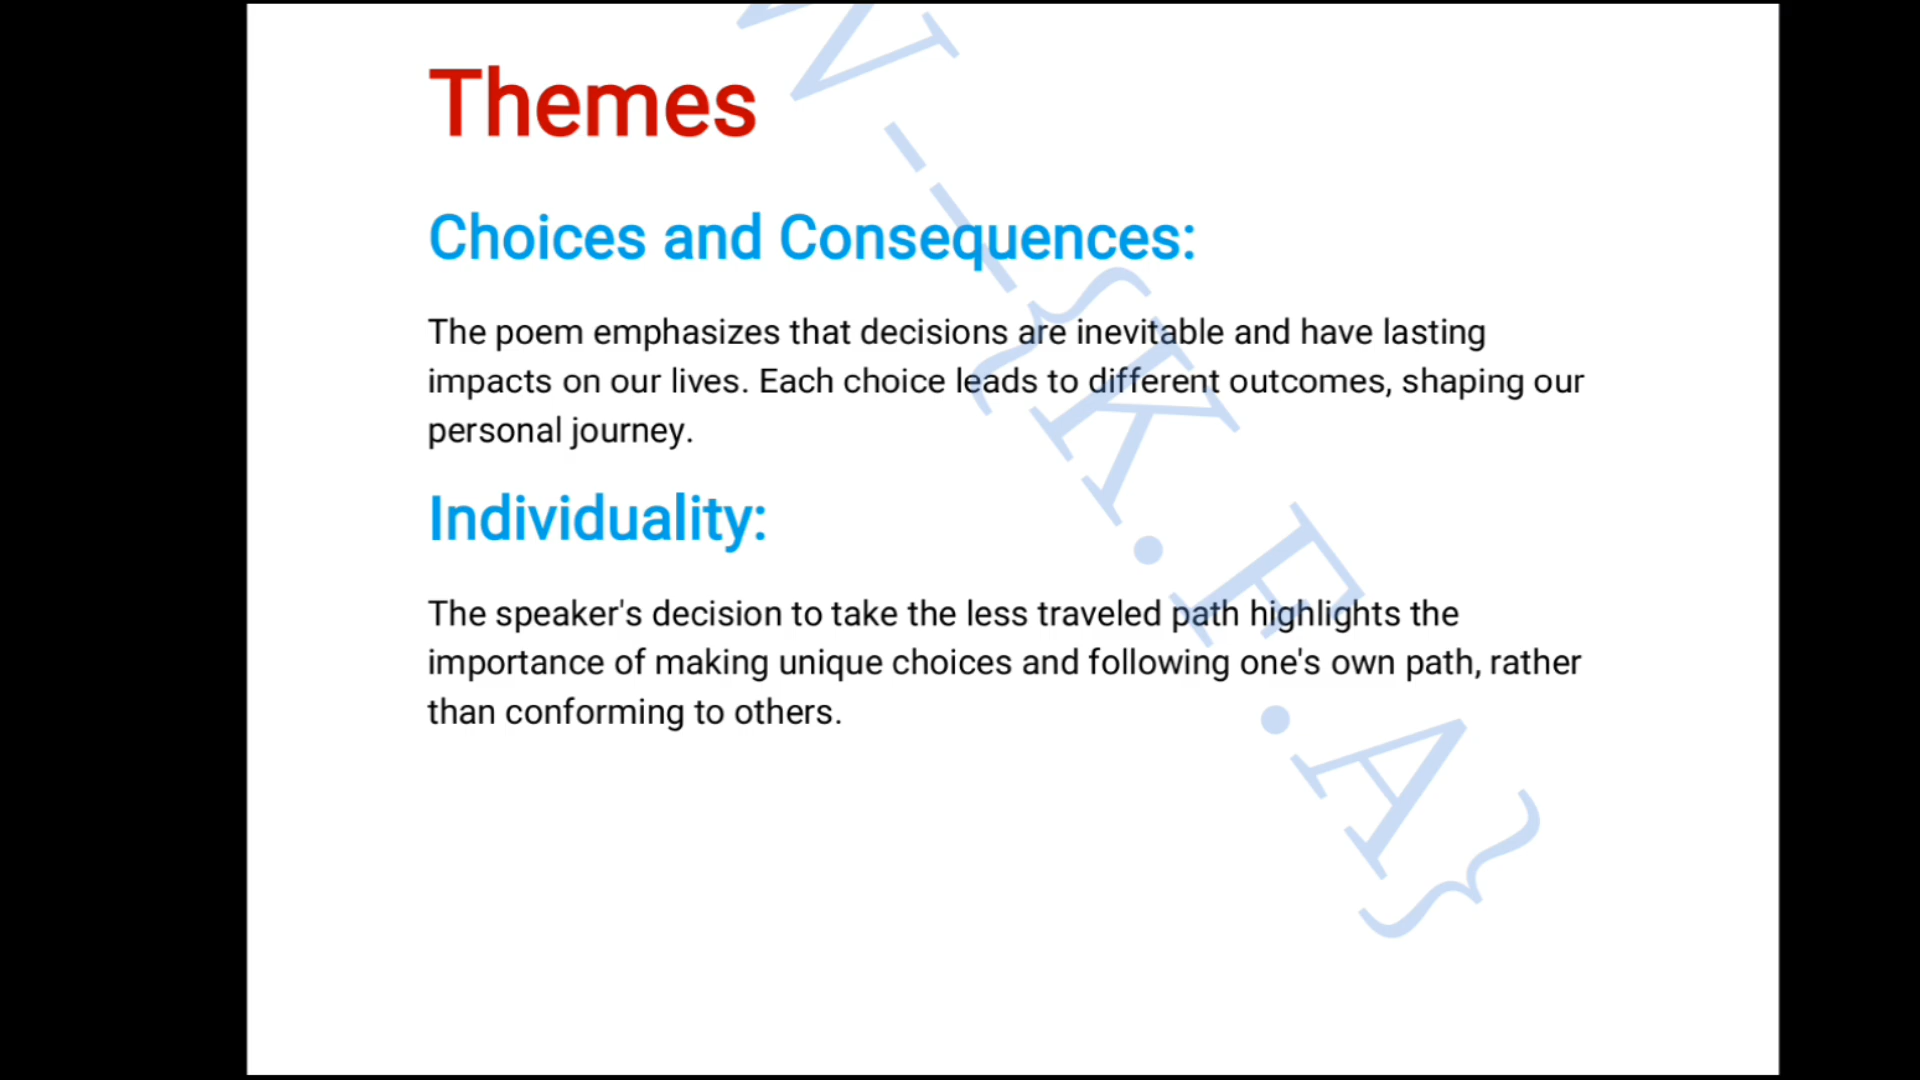 Themes
Choices and Consequences:
The poem emphasizes that decisions are inevitable and have lasting
impacts on our lives. Each choice leads to different outcomes, shaping our
personal journey.
Individuality:
The speaker's decision to take the less traveled path highlights the
importance of making unique choices and following one's own path, rather
than conforming to others.
W--{K.E.A}